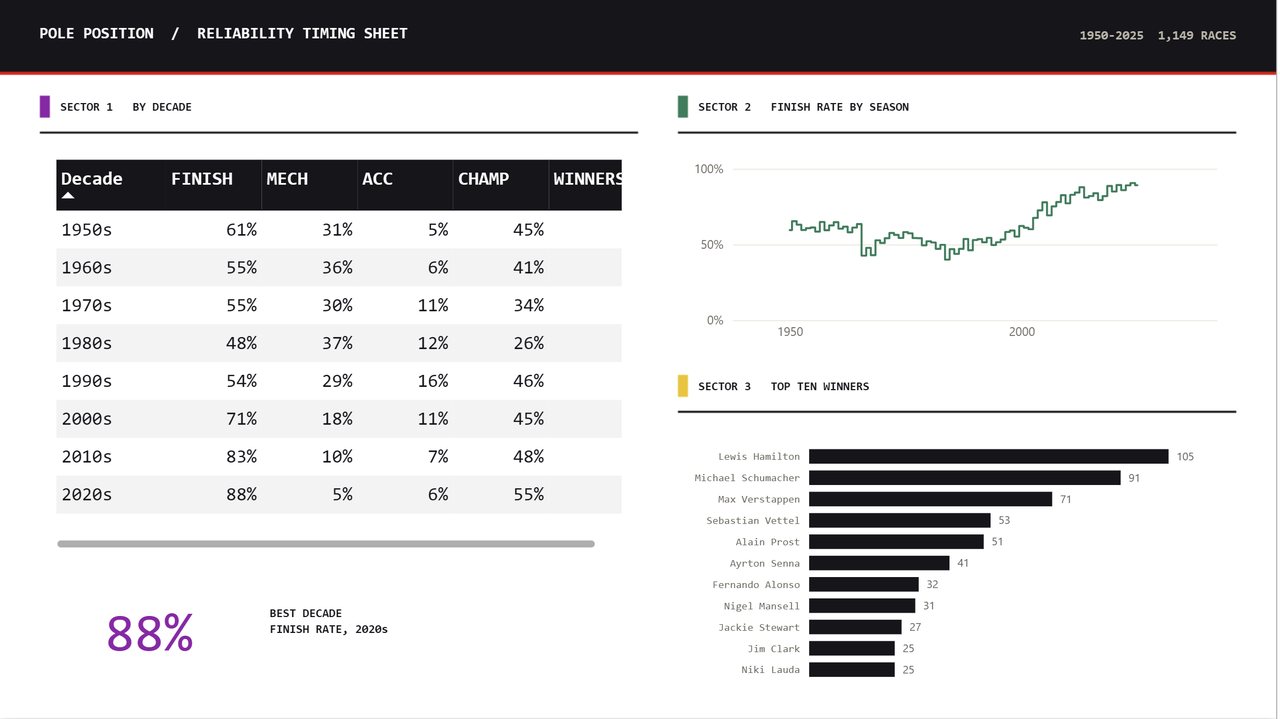 POLE POSITION / RELIABILITY TIMING SHEET
1950-2025 1,149 RACES
SECTOR 1 BY DECADE
Decade FINISH MECH ACC CHAMP WINNERS
1950s 61% 31% 5% 45%
1960s 55% 36% 6% 41%
1970s 55% 30% 11% 34%
1980s 48% 37% 12% 26%
1990s 54% 29% 16% 46%
2000s 71% 18% 11% 45%
2010s 83% 10% 7% 48%
2020s 88% 5% 6% 55%
88%
BEST DECADE
FINISH RATE, 2020s
SECTOR 2 FINISH RATE BY SEASON
100%
50%
0%
1950 2000
SECTOR 3 TOP TEN WINNERS
Lewis Hamilton 105
Michael Schumacher 91
Max Verstappen 71
Sebastian Vettel 53
Alain Prost 51
Ayrton Senna 41
Fernando Alonso 32
Nigel Mansell 31
Jackie Stewart 27
Jim Clark 25
Niki Lauda 25